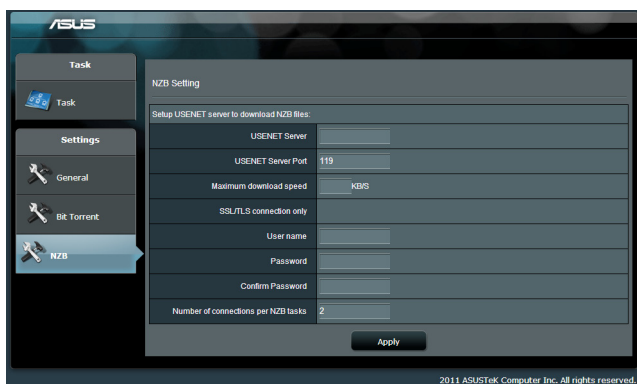 ASUS
Task
Task
Settings
General
Bit Torrent
NZB
NZB Setting
Setup USENET server to download NZB files:
USENET Server
USENET Server Port 119
Maximum download speed KB/S
SSL/TLS connection only
User name
Password
Confirm Password
Number of connections per NZB tasks 2
Apply
2011 ASUSTeK Computer Inc. All rights reserved.